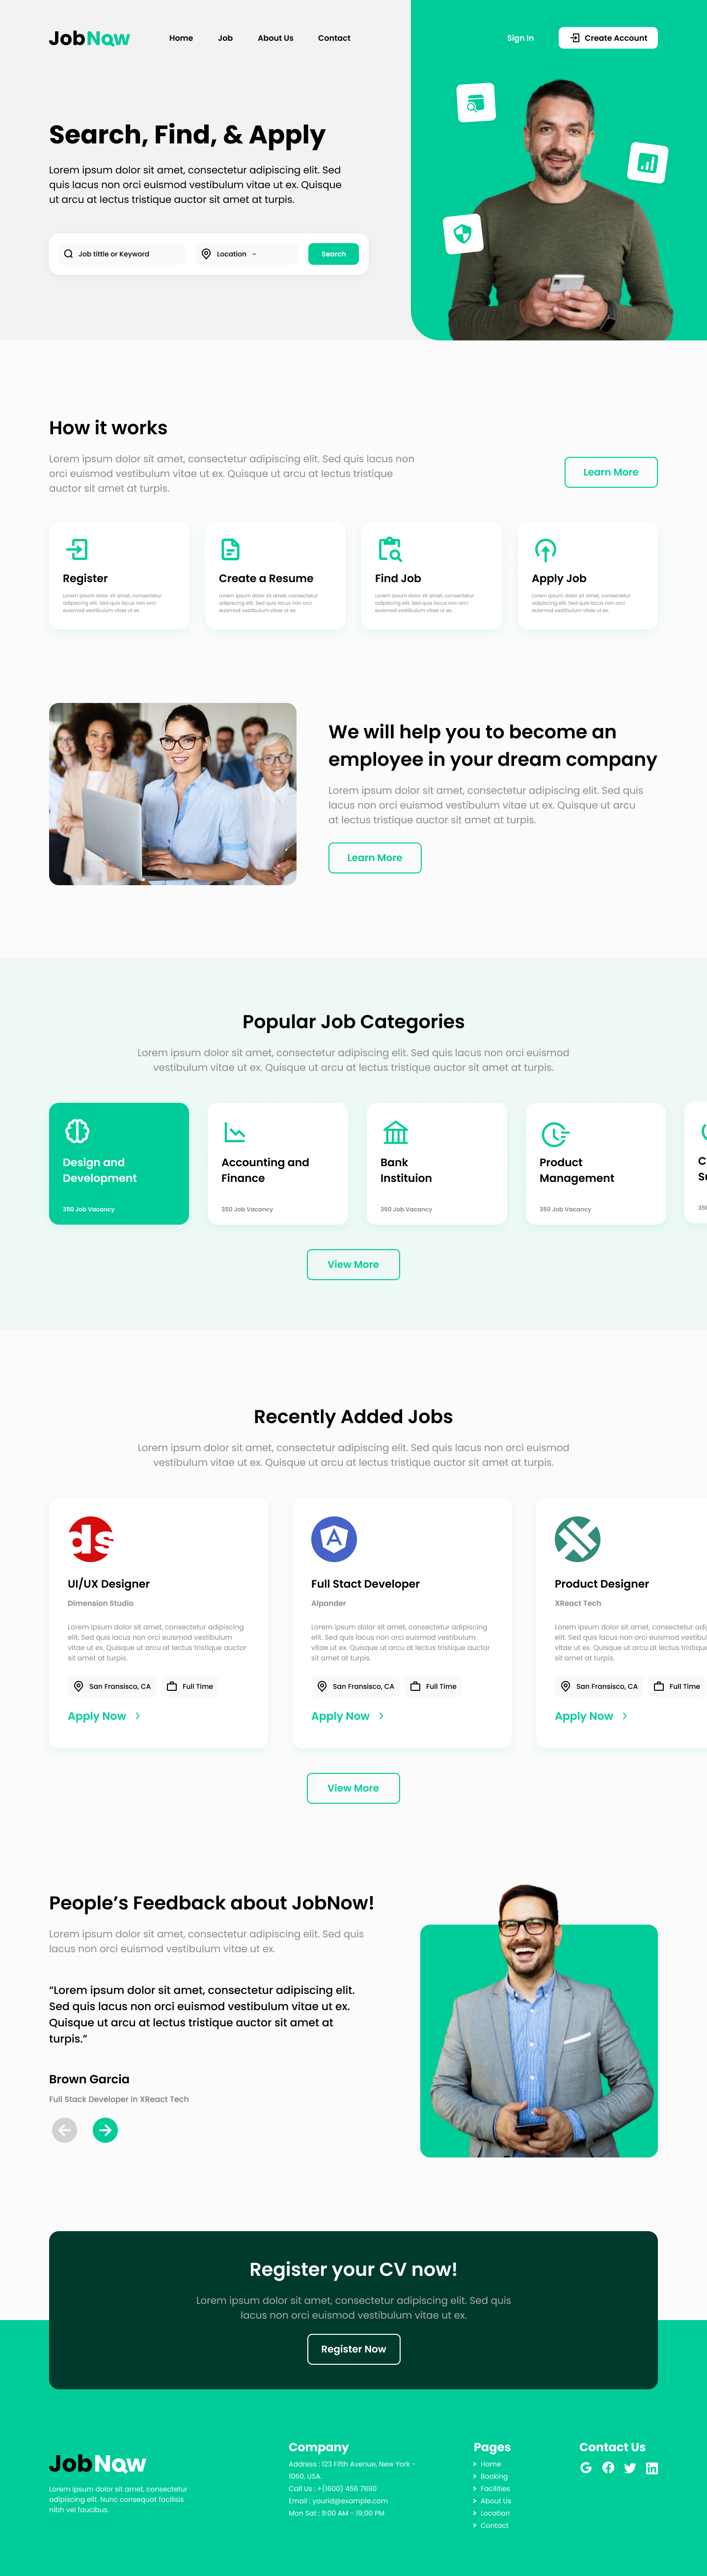 JobNow
Home
Job
About Us
Contact
Sign In
Create Account
Search, Find, & Apply
Lorem ipsum dolor sit amet, consectetur adipiscing elit. Sed
quis lacus non orci euismod vestibulum vitae ut ex. Quisque
ut arcu at lectus tristique auctor sit amet at turpis.
Job tittle or Keyword
Location
Search
How it works
Lorem ipsum dolor sit amet, consectetur adipiscing elit. Sed quis lacus non
orci euismod vestibulum vitae ut ex. Quisque ut arcu at lectus tristique
auctor sit amet at turpis.
Learn More
Register
Lorem ipsum dolor sit amet, consectetur
adipiscing elit. Sed quis locus non orci
euismod vestibulum vitae ut ex.
Create a Resume
Lorem ipsum dolor sit amet, consectetur
adipiscing elit. Sed quis locus non orci
euismod vestibulum vitae ut ex.
Find Job
Lorem ipsum dolor sit amet, consectetur
adipiscing elit. Sed quis locus non orci
euismod vestibulum vitae ut ex.
Apply Job
Lorem ipsum dolor sit amet, consectetur
adipiscing elit. Sed quis locus non orci
euismod vestibulum vitae ut ex.
We will help you to become an
employee in your dream company
Lorem ipsum dolor sit amet, consectetur adipiscing elit. Sed quis
lacus non orci euismod vestibulum vitae ut ex. Quisque ut arcu
at lectus tristique auctor sit amet at turpis.
Learn More
Popular Job Categories
Lorem ipsum dolor sit amet, consectetur adipiscing elit. Sed quis lacus non orci euismod
vestibulum vitae ut ex. Quisque ut arcu at lectus tristique auctor sit amet at turpis.
Design and
Development
350 Job Vacancy
Accounting and
Finance
350 Job Vacancy
Bank
Instituion
350 Job Vacancy
Product
Management
350 Job Vacancy
C
Su
350
View More
Recently Added Jobs
Lorem ipsum dolor sit amet, consectetur adipiscing elit. Sed quis lacus non orci euismod
vestibulum vitae ut ex. Quisque ut arcu at lectus tristique auctor sit amet at turpis.
ds
UI/UX Designer
Dimension Studio
Lorem ipsum dolor sit amet, consectetur adipiscing
elit. Sed quis lacus non orci euismod vestibulum
vitae ut ex. Quisque ut arcu at lectus tristique auctor
sit amet at turpis.
San Fransisco, CA
Full Time
Apply Now
A
Full Stact Developer
Alpander
Lorem ipsum dolor sit amet, consectetur adipiscing
elit. Sed quis lacus non orci euismod vestibulum
vitae ut ex. Quisque ut arcu at lectus tristique auctor
sit amet at turpis.
San Fransisco, CA
Full Time
Apply Now
Product Designer
XReact Tech
Lorem ipsum dolor sit amet, consectetur adip
elit. Sed quis lacus non orci euismod vestibulum
vitae ut ex. Quisque ut arcu at lectus tristique
sit amet at turpis.
San Fransisco, CA
Full Time
Apply Now
View More
People’s Feedback about JobNow!
Lorem ipsum dolor sit amet, consectetur adipiscing elit. Sed quis
lacus non orci euismod vestibulum vitae ut ex.
“Lorem ipsum dolor sit amet, consectetur adipiscing elit.
Sed quis lacus non orci euismod vestibulum vitae ut ex.
Quisque ut arcu at lectus tristique auctor sit amet at
turpis.”
Brown Garcia
Full Stack Developer in XReact Tech
Register your CV now!
Lorem ipsum dolor sit amet, consectetur adipiscing elit. Sed quis
lacus non orci euismod vestibulum vitae ut ex.
Register Now
JobNow
Lorem ipsum dolor sit amet, consectetur
adipiscing elit. Nunc consequat facilisis
nibh vel faucibus.
Company
Address : 123 Fifth Avenue, New York -
1060, USA.
Call Us : +(1600) 456 7890
Email : yourid@example.com
Mon Sat : 9:00 AM - 19;00 PM
Pages
Home
Booking
Facilities
About Us
Location
Contact
Contact Us